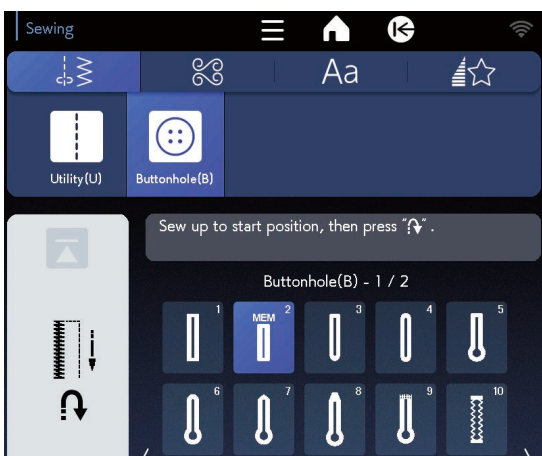 Sewing
Aa
Utility(U)
Buttonhole(B)
Sew up to start position, then press "".
Buttonhole(B) - 1 / 2
1
MEM 2
3
4
5
6
7
8
9
10